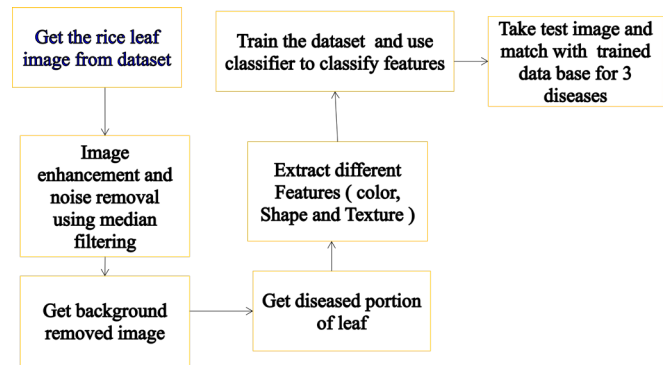 Get the rice leaf
image from dataset
Image
enhancement and
noise removal
using median
filtering
Get background
removed image
Get diseased portion
of leaf
Extract different
Features ( color,
Shape and Texture )
Train the dataset and use
classifier to classify features
Take test image and
match with trained
data base for 3
diseases